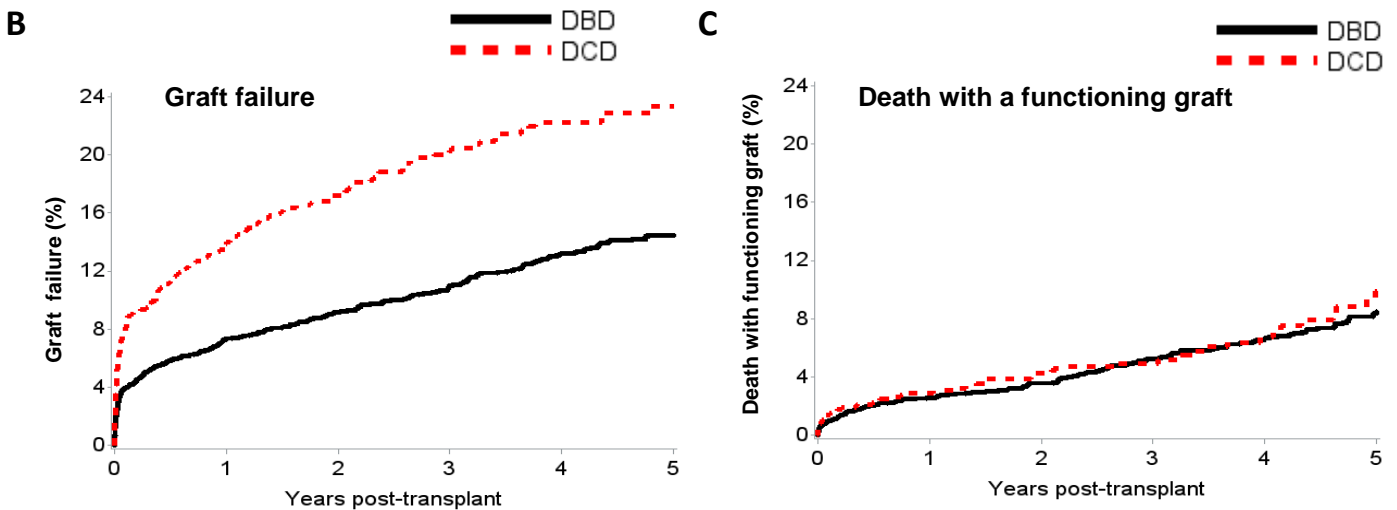 B
DBD
DCD
Graft failure
Graft failure (%)
24
20
16
12
8
4
0
0 1 2 3 4 5
Years post-transplant
C
DBD
DCD
Death with a functioning graft
Death with functioning graft (%)
24
20
16
12
8
4
0
0 1 2 3 4 5
Years post-transplant